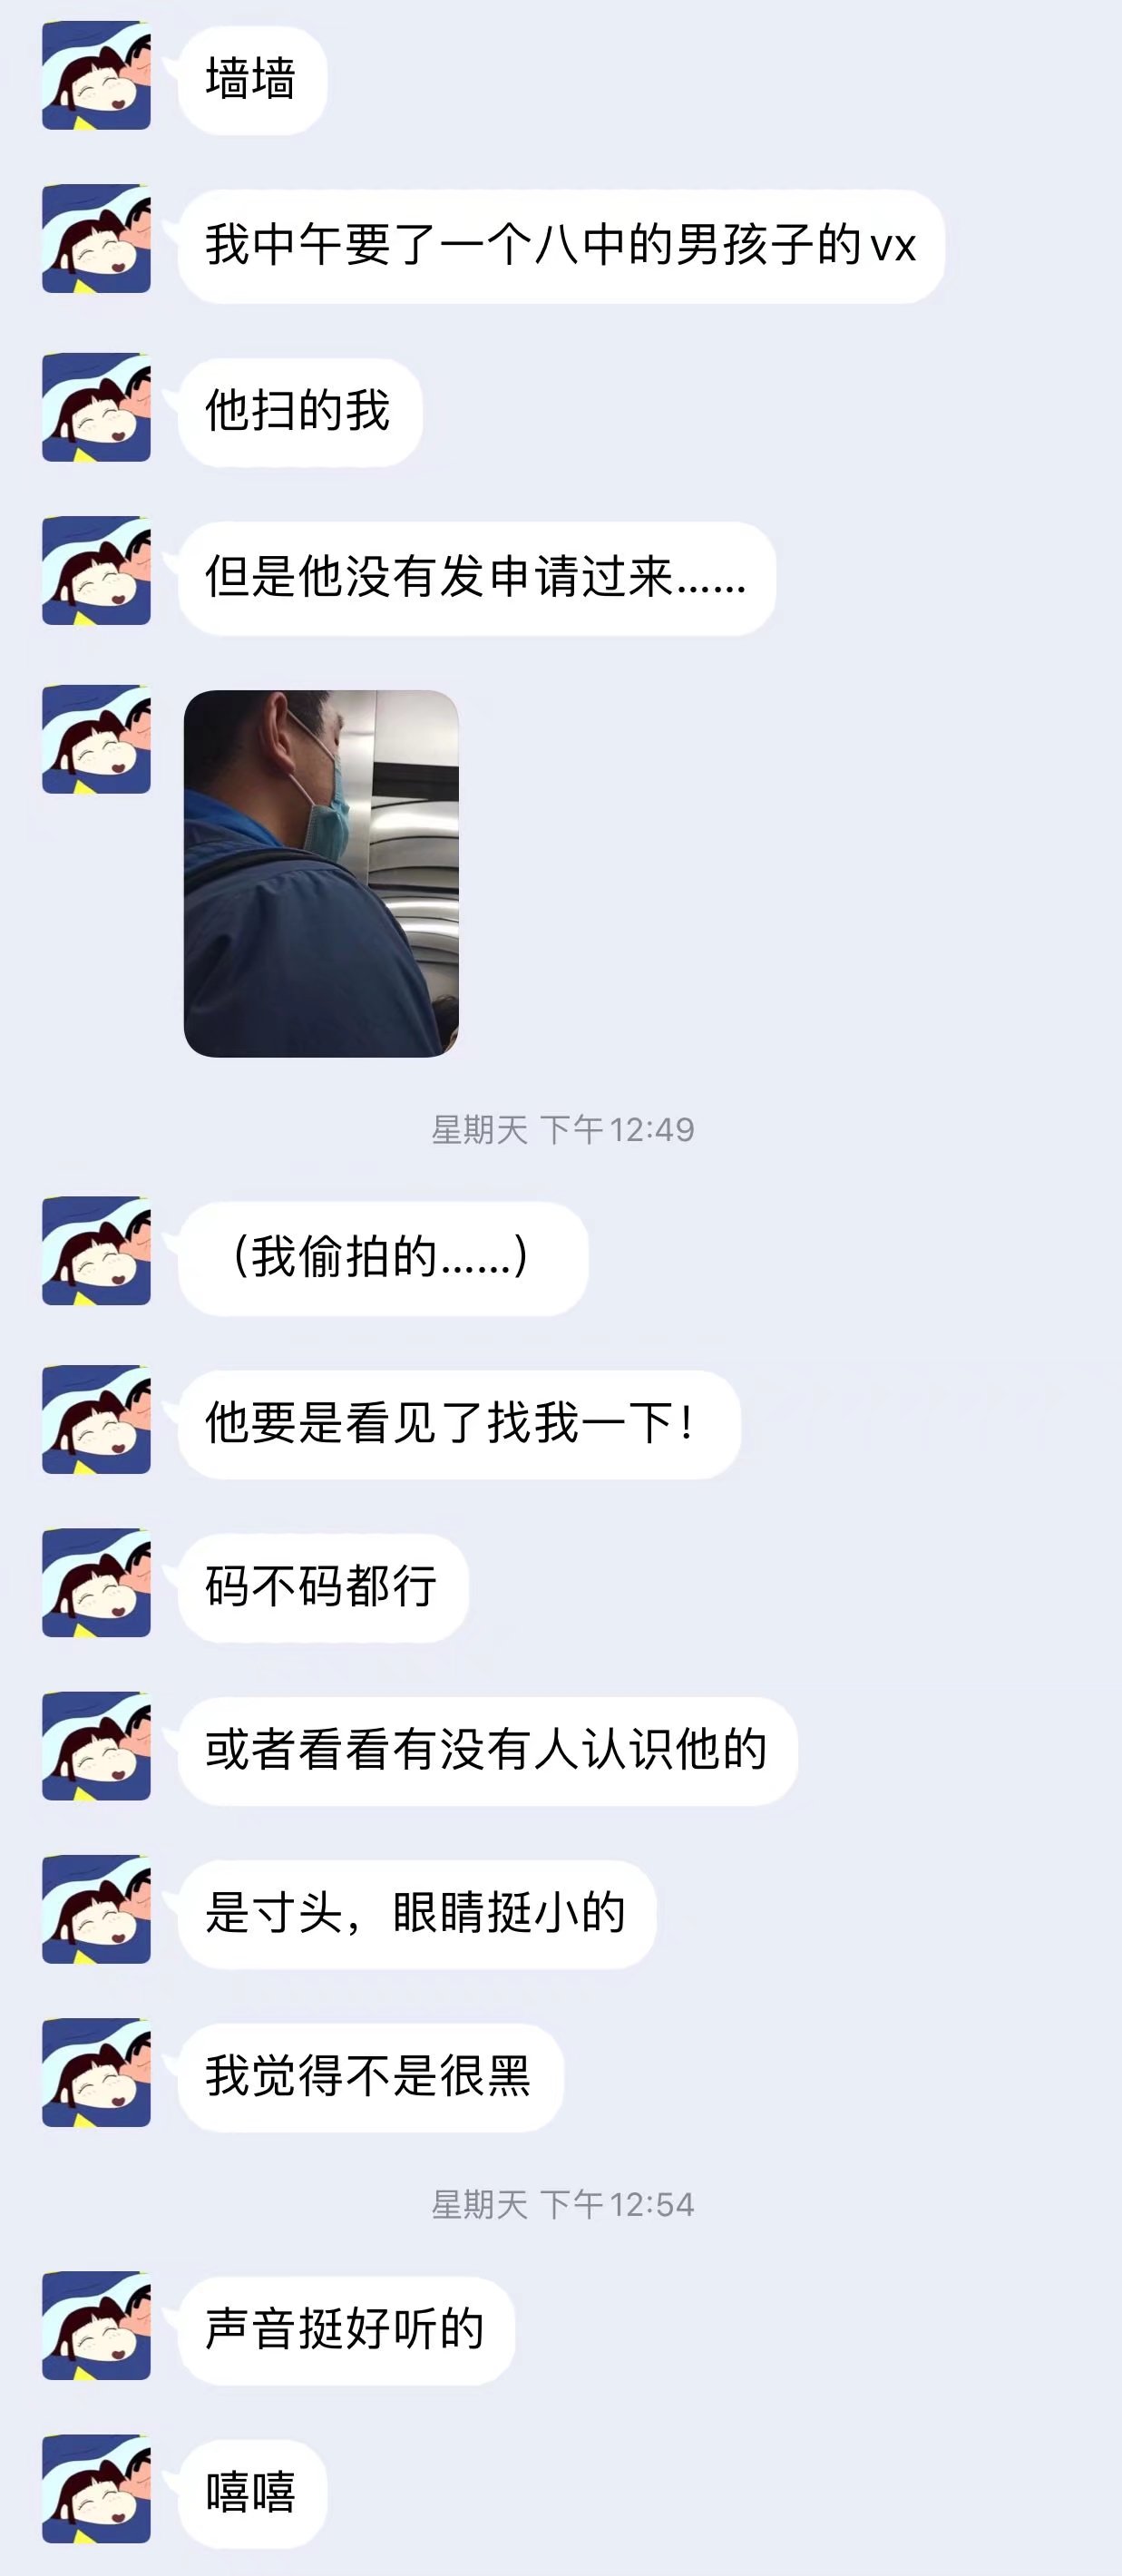 墙墙
我中午要了一个八中的男孩子的vx
他扫的我
但是他没有发申请过来……
星期天 下午12:49
（我偷拍的……）
他要是看见了找我一下！
码不码都行
或者看看有没有人认识他的
是寸头，眼睛挺小的
我觉得不是很黑
星期天 下午12:54
声音挺好听的
嘻嘻